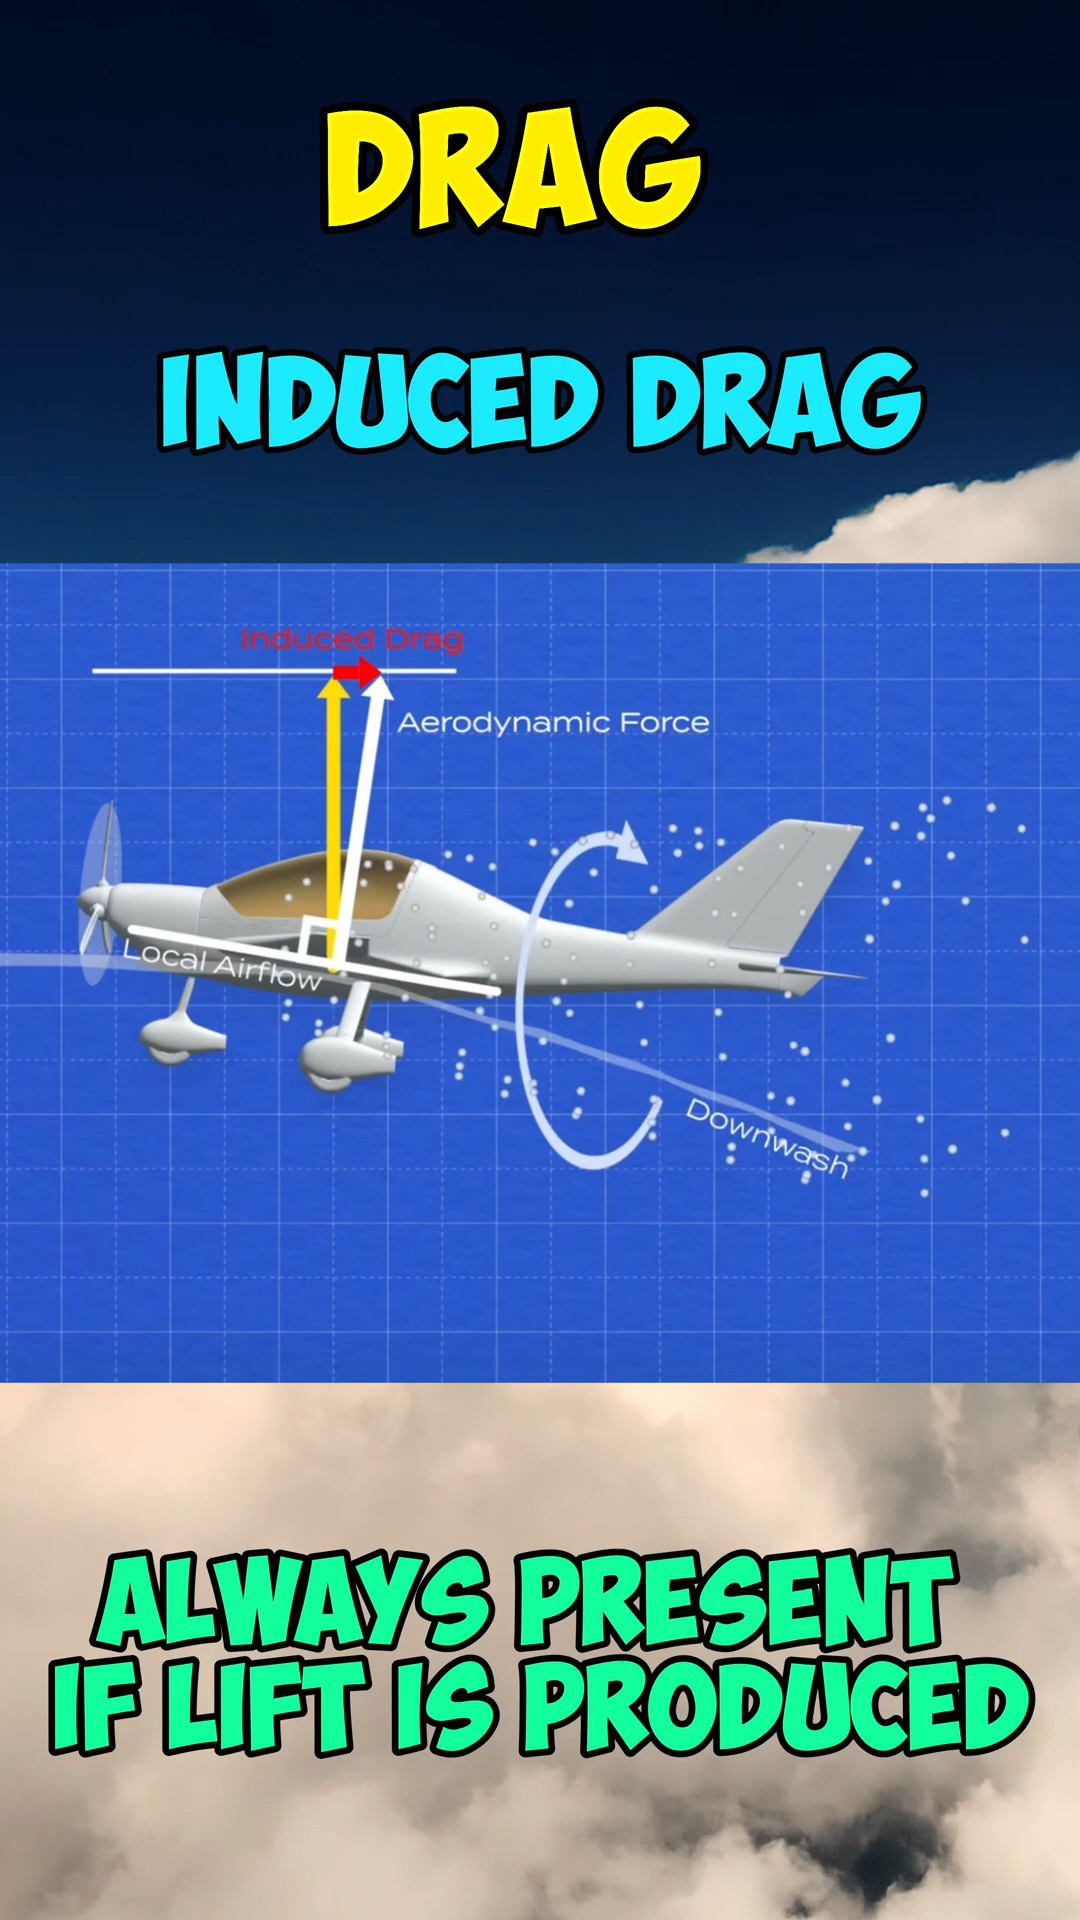 DRAG
INDUCED DRAG
Induced Drag
Aerodynamic Force
Local Airflow
Downwash
ALWAYS PRESENT
IF LIFT IS PRODUCED